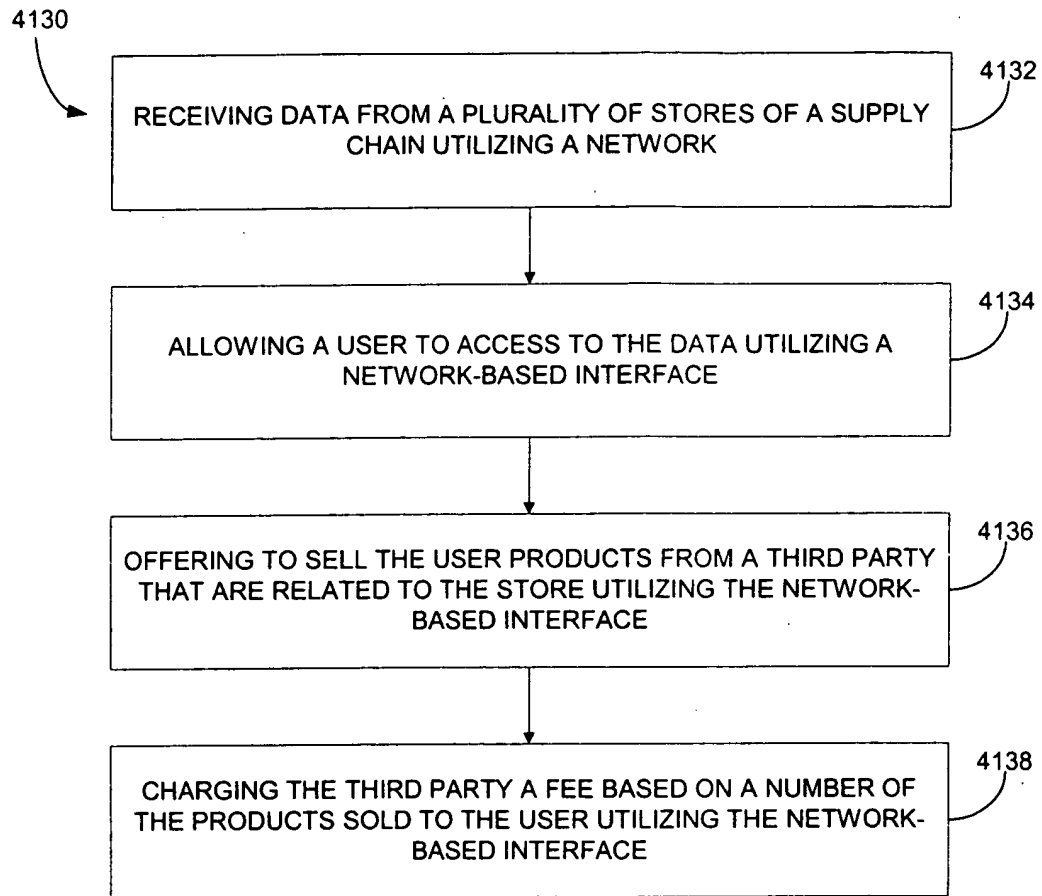 4130
4132
RECEIVING DATA FROM A PLURALITY OF STORES OF A SUPPLY
CHAIN UTILIZING A NETWORK
4134
ALLOWING A USER TO ACCESS TO THE DATA UTILIZING A
NETWORK-BASED INTERFACE
4136
OFFERING TO SELL THE USER PRODUCTS FROM A THIRD PARTY
THAT ARE RELATED TO THE STORE UTILIZING THE NETWORK-
BASED INTERFACE
4138
CHARGING THE THIRD PARTY A FEE BASED ON A NUMBER OF
THE PRODUCTS SOLD TO THE USER UTILIZING THE NETWORK-
BASED INTERFACE